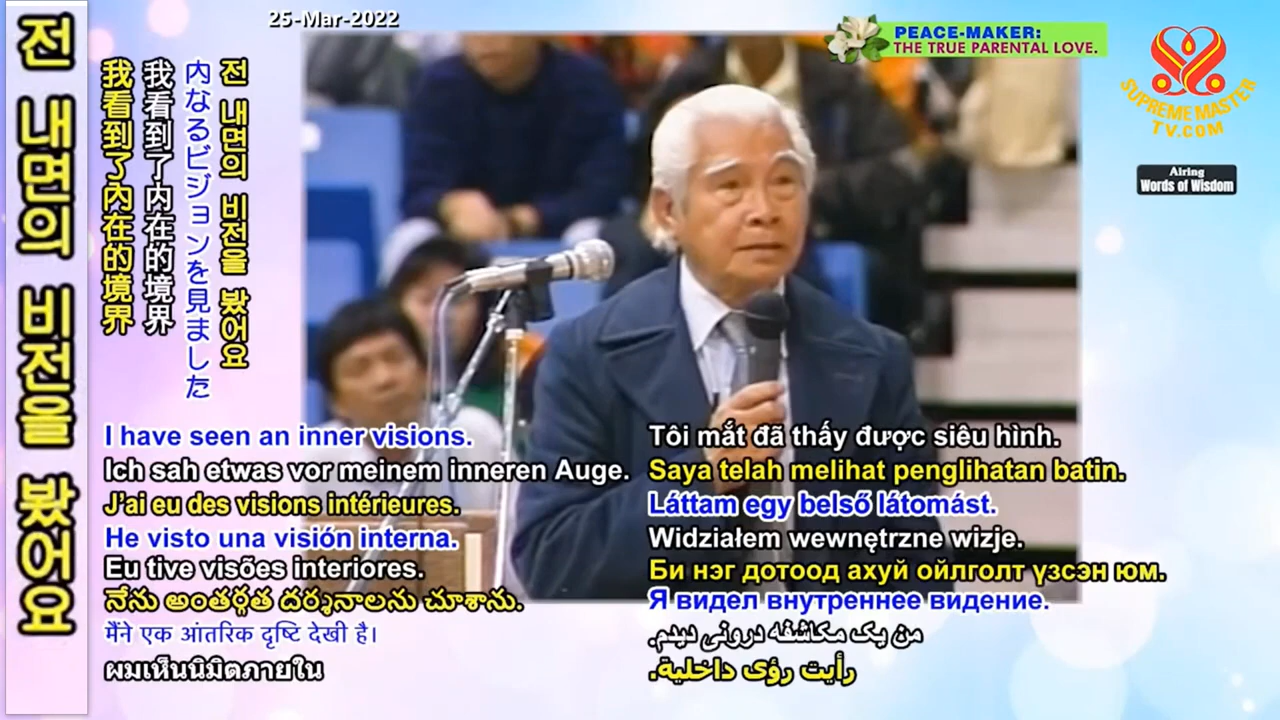 25-Mar-2022
PEACE-MAKER:
THE TRUE PARENTAL LOVE.
SUPREME MASTER
TV.COM
Airing
Words of Wisdom
전 내면의 비전을 봤어요
전 내면의 비전을 봤어요
内なるビジョンを見ました
我看到了内在的境界
我看到了內在的境界
I have seen an inner visions.
Ich sah etwas vor meinem inneren Auge.
J'ai eu des visions intérieures.
He visto una visión interna.
Eu tive visões interiores.
నేను అంతర్గత దర్శనాలను చూశాను.
मैंने एक आंतरिक दृष्टि देखी है।
ผมเห็นนิมิตภายใน
Tôi mắt đã thấy được siêu hình.
Saya telah melihat penglihatan batin.
Láttam egy belső látomást.
Widziałem wewnętrzne wizje.
Би нэг дотоод ахуй ойлголт үзсэн юм.
Я видел внутреннее видение.
من یک مکاشفه درونی دیدم.
رأيت رؤى داخلية.